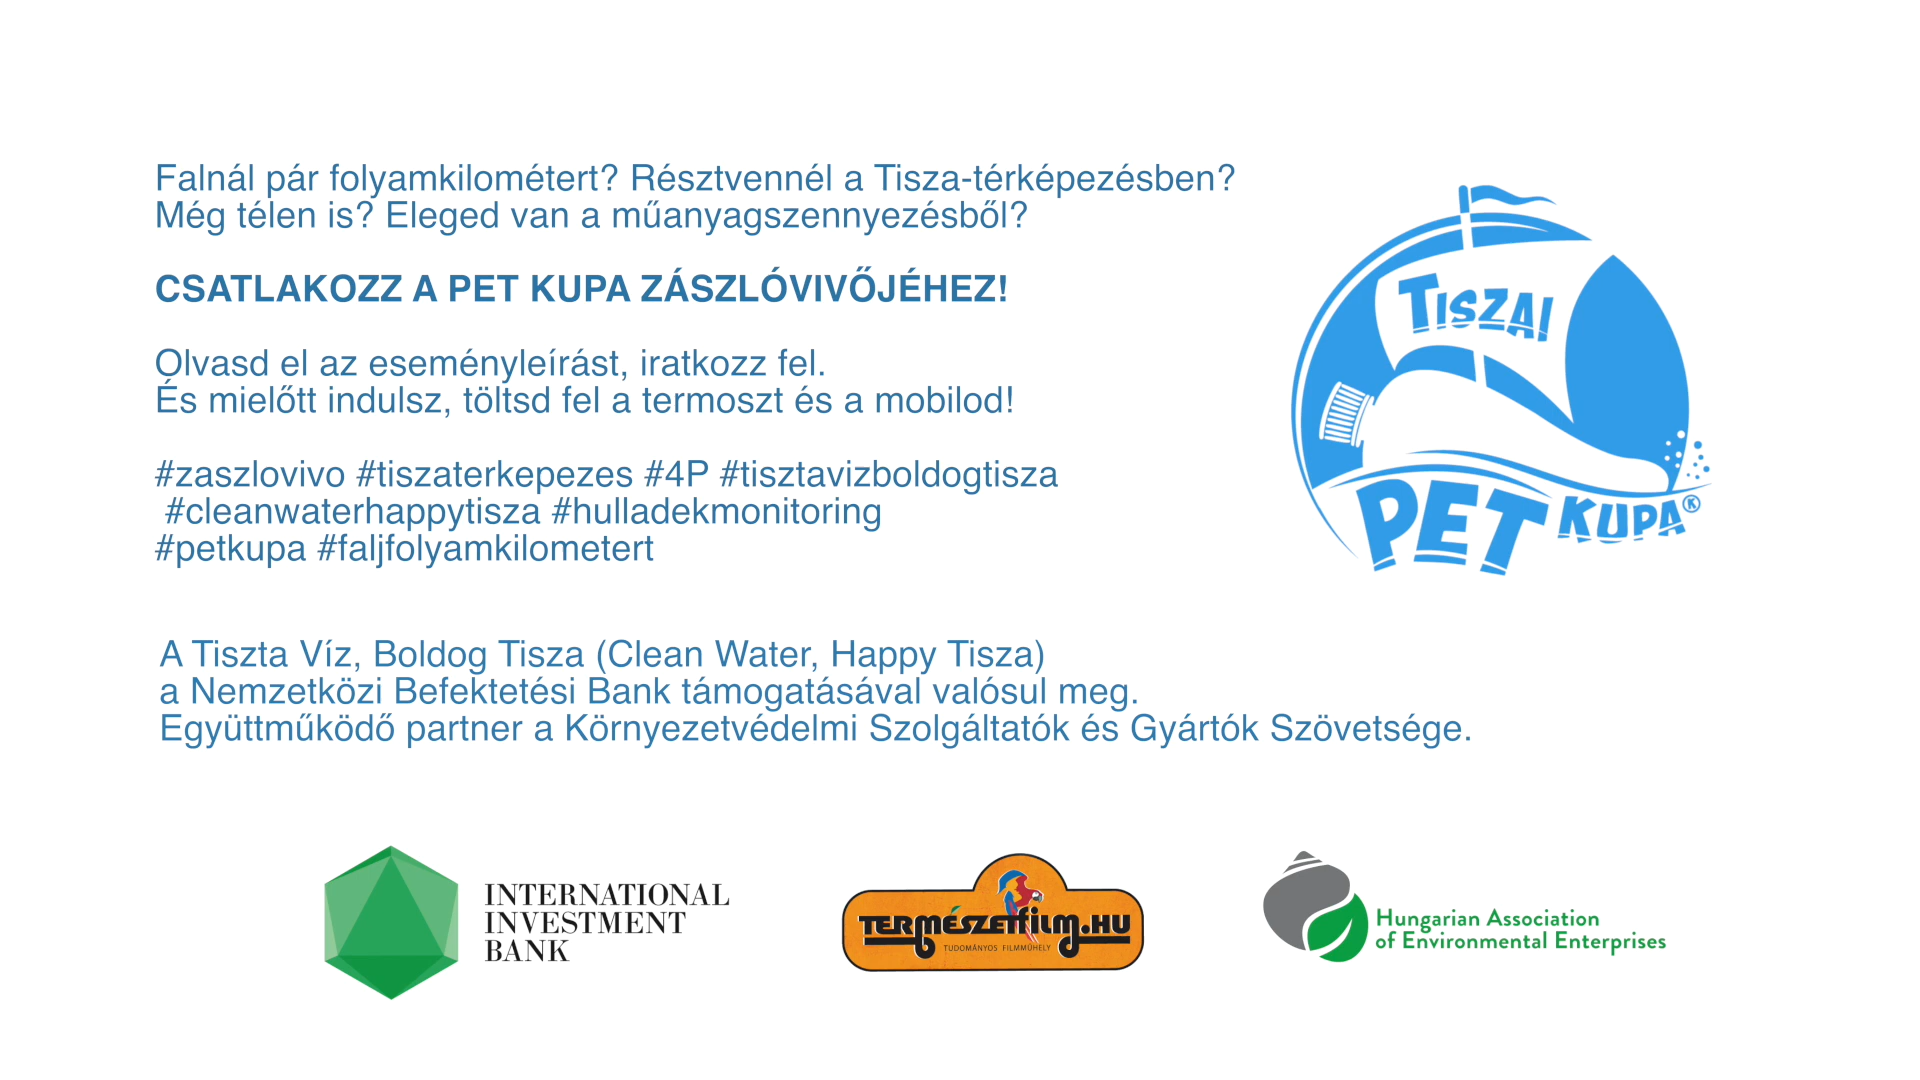 Falnál pár folyamkilométert? Résztvennél a Tisza-térképezésben?
Még télen is? Eleged van a műanyagszennyezésből?
CSATLAKOZZ A PET KUPA ZÁSZLÓVIVŐJÉHEZ!
Olvasd el az eseményleírást, iratkozz fel.
És mielőtt indulsz, töltsd fel a termoszt és a mobilod!
#zaszlovivo #tiszaterkepezes #4P #tisztavizboldogtisza
#cleanwaterhappytisza #hulladekmonitoring
#petkupa #faljfolyamkilometert
TISZAI
PET KUPA®
A Tiszta Víz, Boldog Tisza (Clean Water, Happy Tisza)
a Nemzetközi Befektetési Bank támogatásával valósul meg.
Együttműködő partner a Környezetvédelmi Szolgáltatók és Gyártók Szövetsége.
INTERNATIONAL
INVESTMENT
BANK
TERMÉSZETfilm.HU
TUDOMÁNYOS FILMMŰHELY
Hungarian Association
of Environmental Enterprises